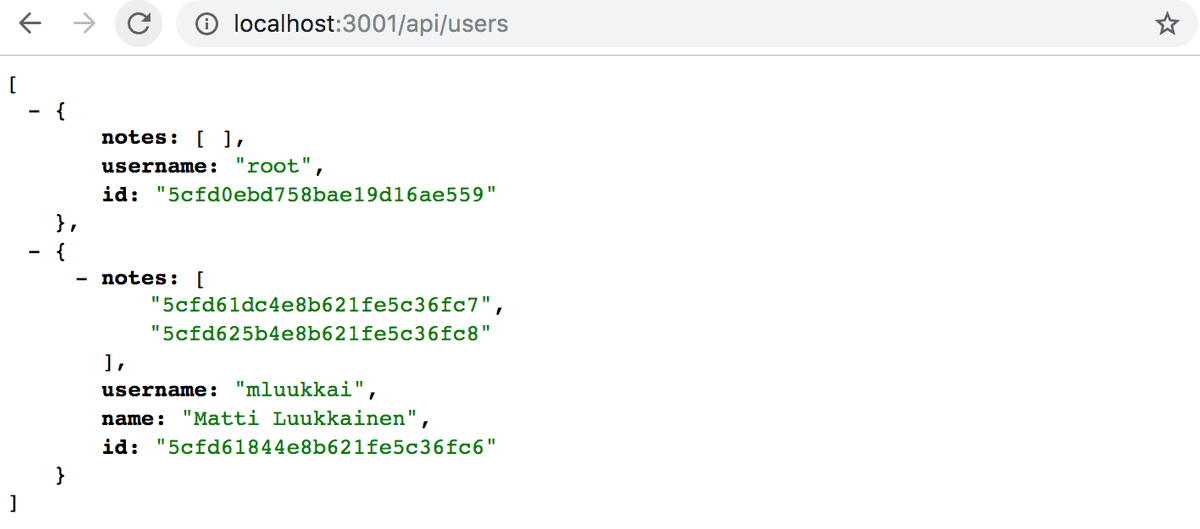 localhost:3001/api/users
[
- {
notes: [ ],
username: "root",
id: "5cfd0ebd758bae19d16ae559"
},
- {
- notes: [
"5cfd61dc4e8b621fe5c36fc7",
"5cfd625b4e8b621fe5c36fc8"
],
username: "mluukkai",
name: "Matti Luukkainen",
id: "5cfd61844e8b621fe5c36fc6"
}
]